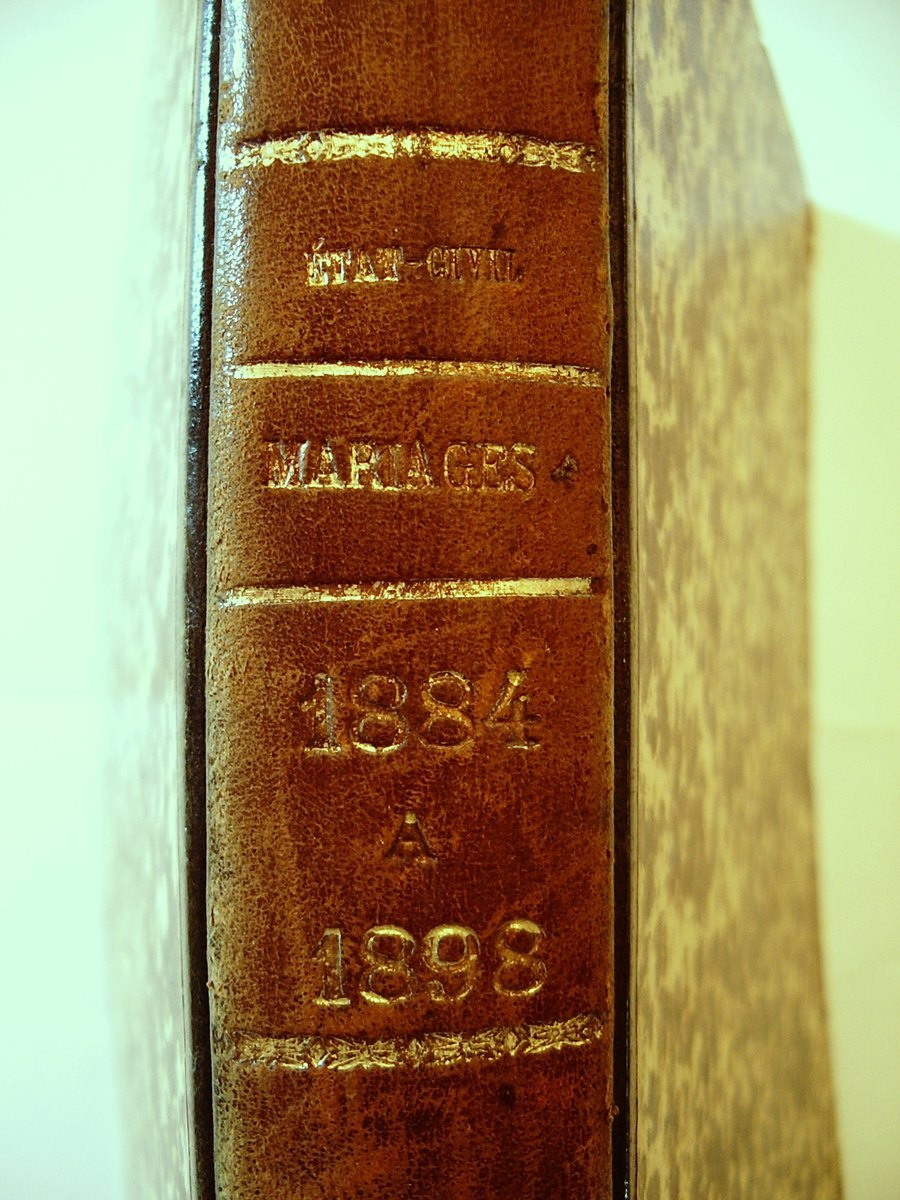 ÉTAT-CIVIL
MARIAGES
1884
A
1898